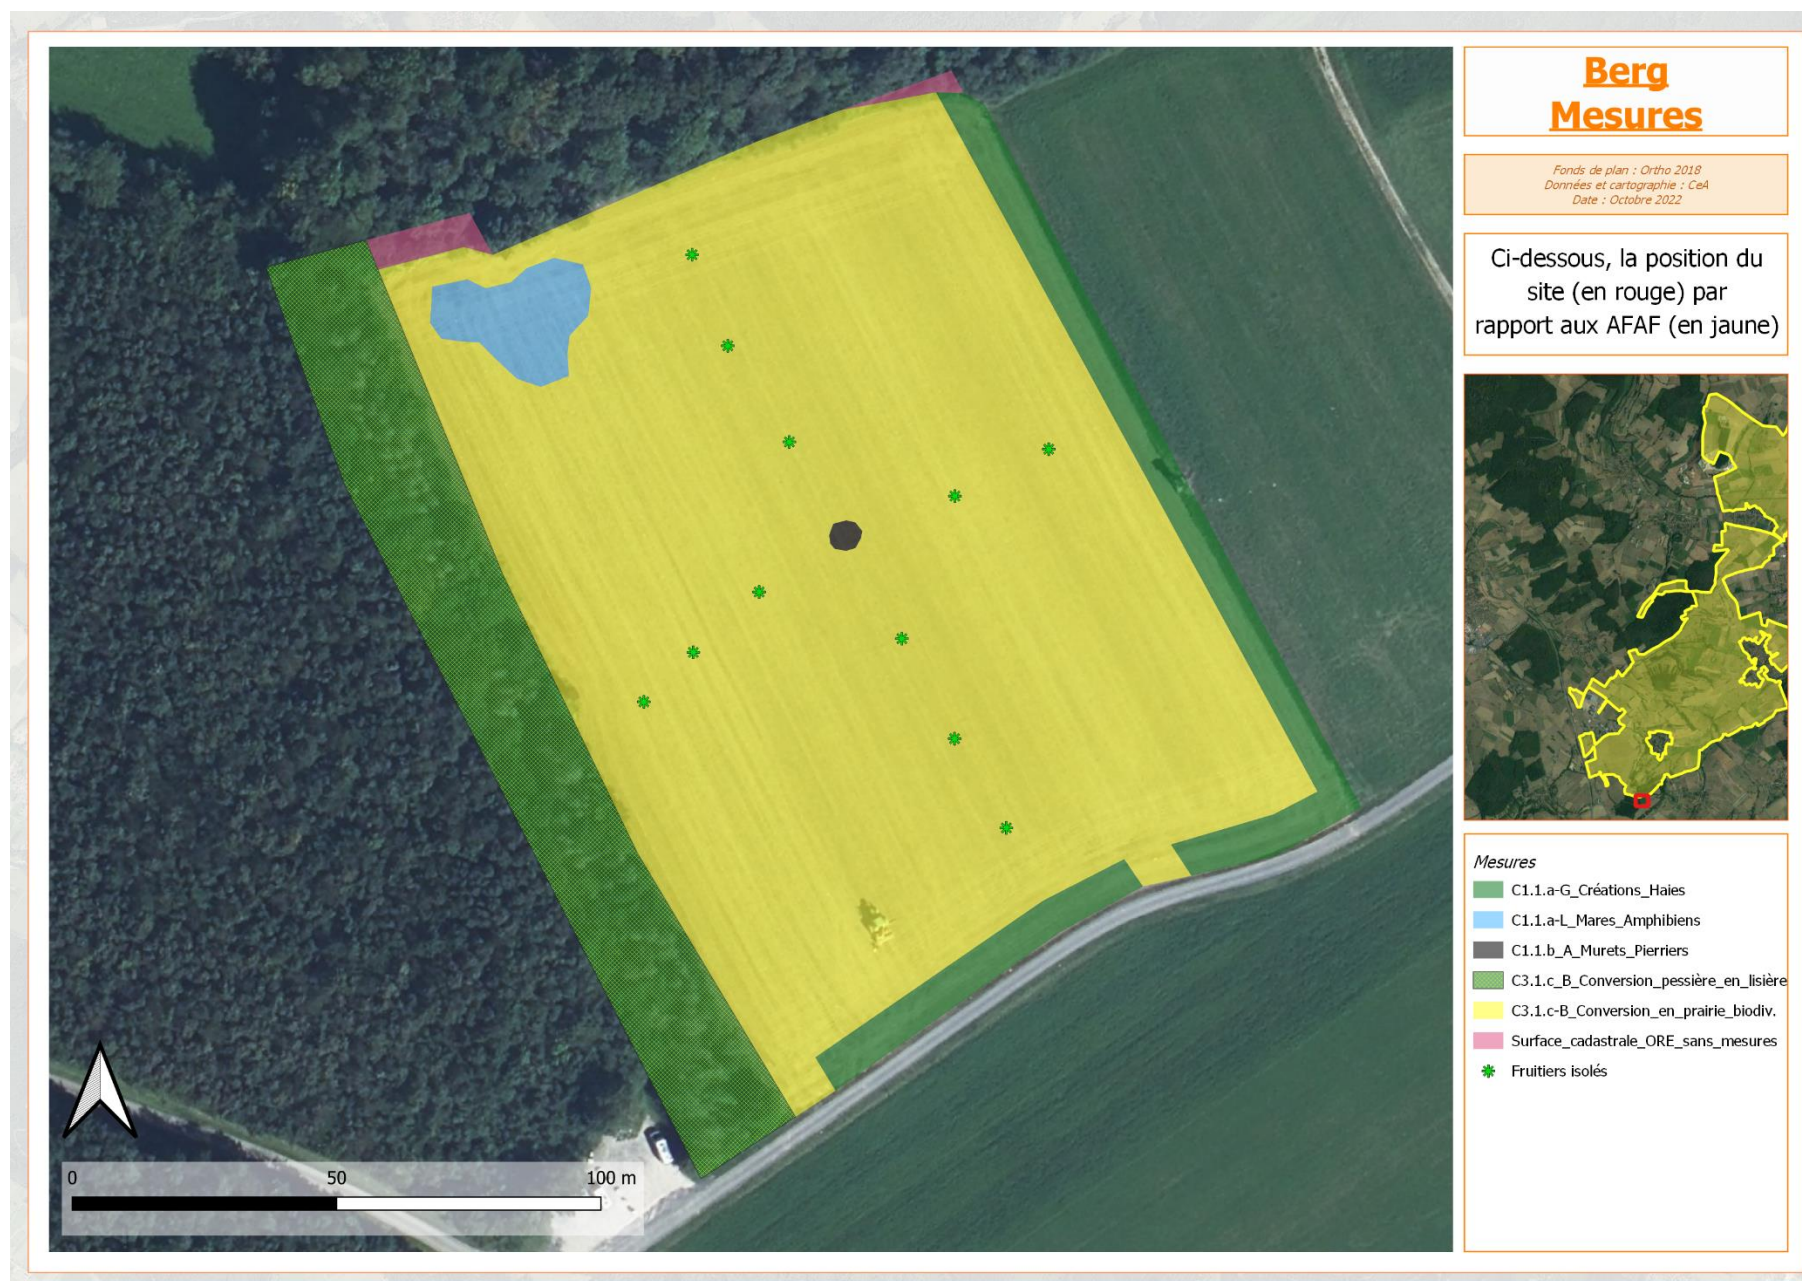 Berg
Mesures
Fonds de plan : Ortho 2018
Données et cartographie : CeA
Date : Octobre 2022
Ci-dessous, la position du
site (en rouge) par
rapport aux AFAF (en jaune)
Mesures
C1.1.a-G_Créations_Haies
C1.1.a-L_Mares_Amphibiens
C1.1.b_A_Murets_Pierriers
C3.1.c_B_Conversion_pessière_en_lisière
C3.1.c-B_Conversion_en_prairie_biodiv.
Surface_cadastrale_ORE_sans_mesures
Fruitiers isolés
0 50 100 m